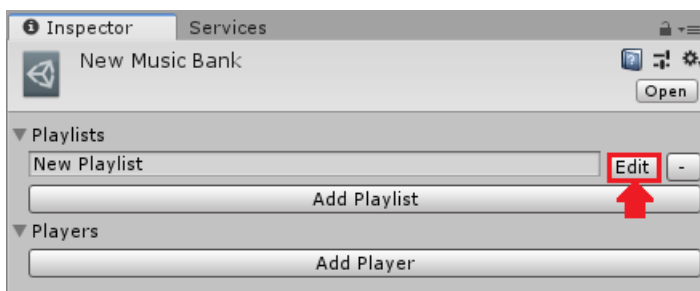 Inspector Services
New Music Bank
Open
Playlists
New Playlist Edit -
Add Playlist
Players
Add Player